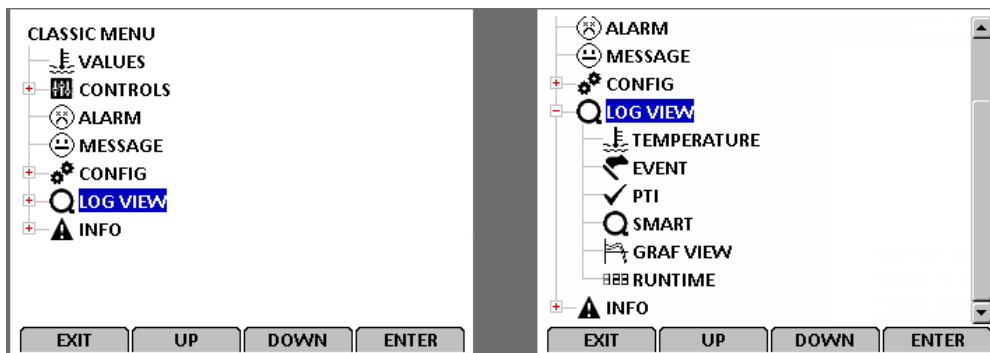 CLASSIC MENU
VALUES
CONTROLS
ALARM
MESSAGE
CONFIG
LOG VIEW
INFO
EXIT UP DOWN ENTER
ALARM
MESSAGE
CONFIG
LOG VIEW
TEMPERATURE
EVENT
PTI
SMART
GRAF VIEW
RUNTIME
INFO
EXIT UP DOWN ENTER